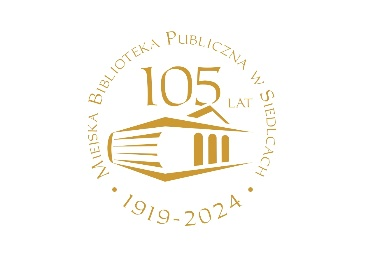 MIEJSKA BIBLIOTEKA PUBLICZNA W SIEDLCACH
105
LAT
• 1919-2024 •